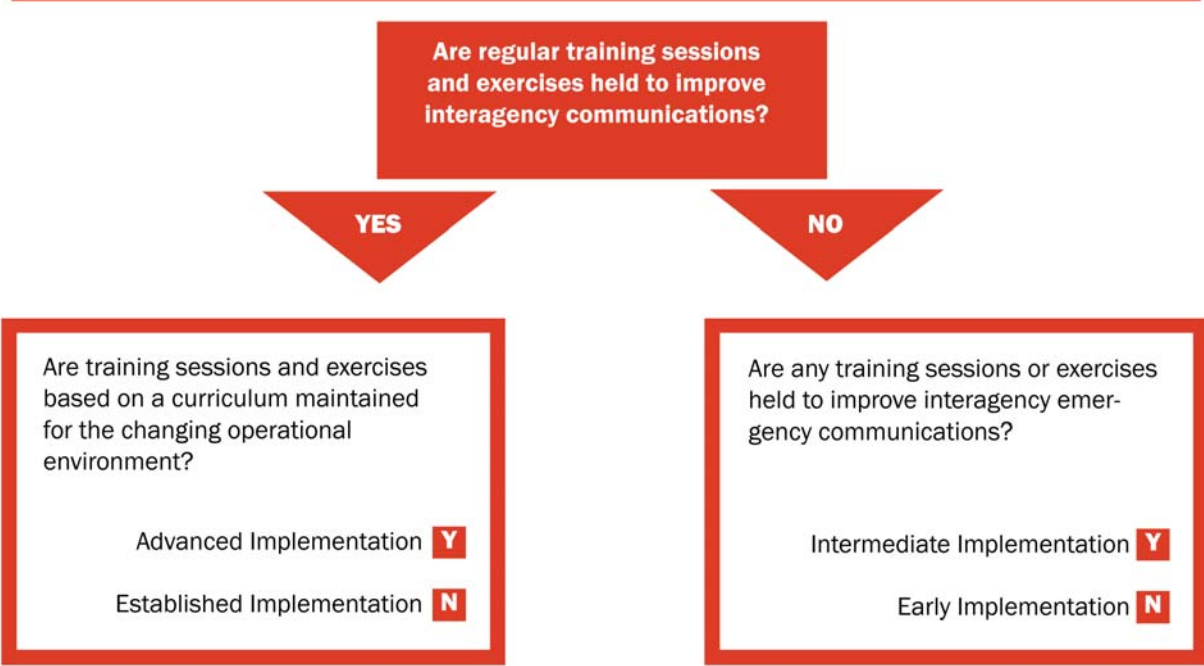 Are regular training sessions
and exercises held to improve
interagency communications?
YES
NO
Are training sessions and exercises
based on a curriculum maintained
for the changing operational
environment?
Advanced Implementation Y
Established Implementation N
Are any training sessions or exercises
held to improve interagency emer-
gency communications?
Intermediate Implementation Y
Early Implementation N